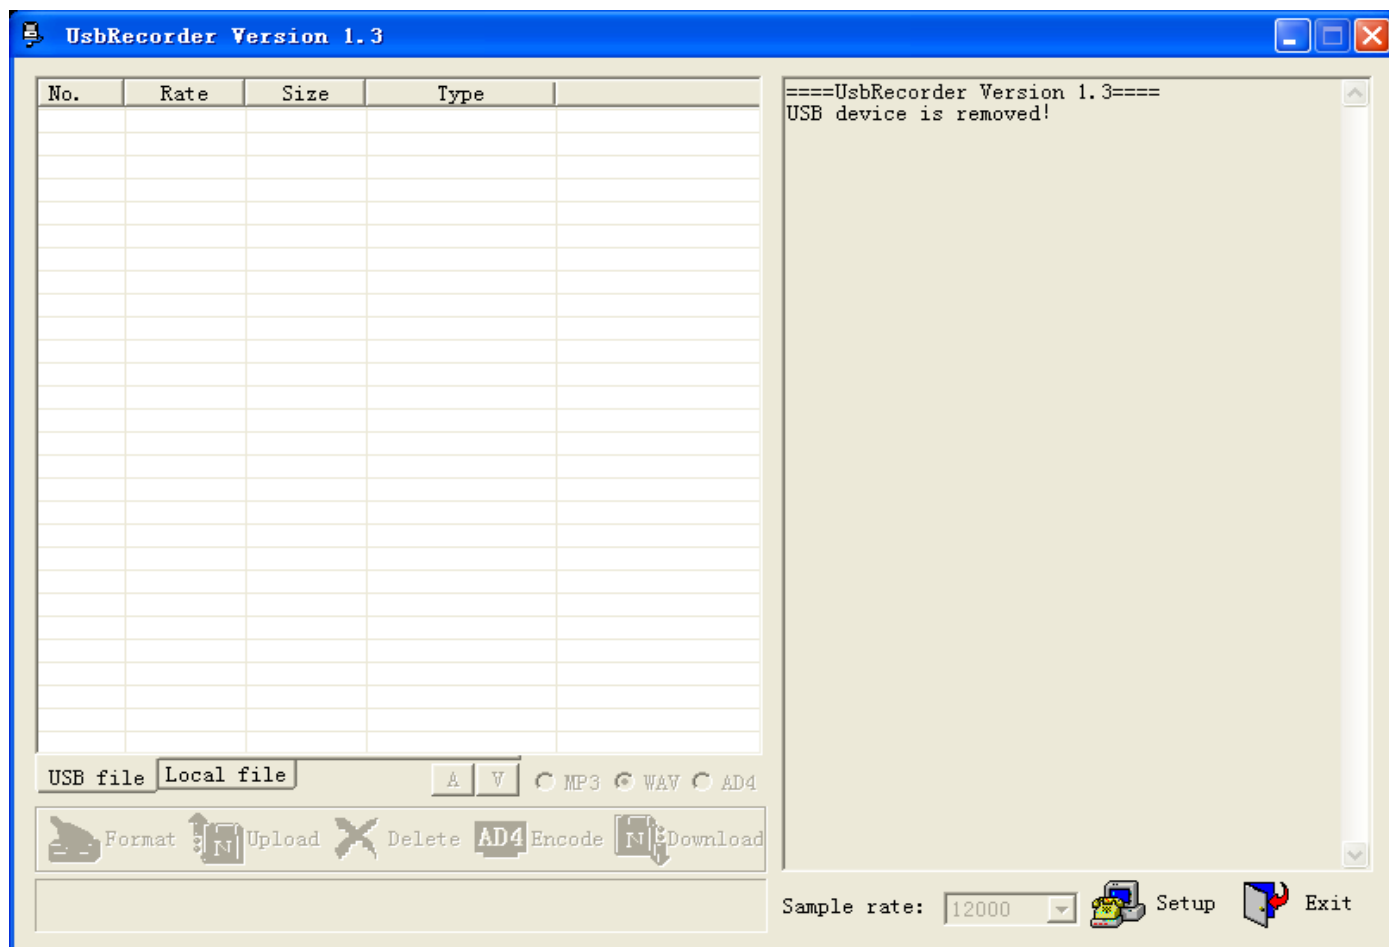 UsbRecorder Version 1.3
No. Rate Size Type
====UsbRecorder Version 1.3====
USB device is removed!
USB file Local file A V MP3 WAV AD4
Format N Upload Delete AD4 Encode N Download
Sample rate: 12000 Setup Exit